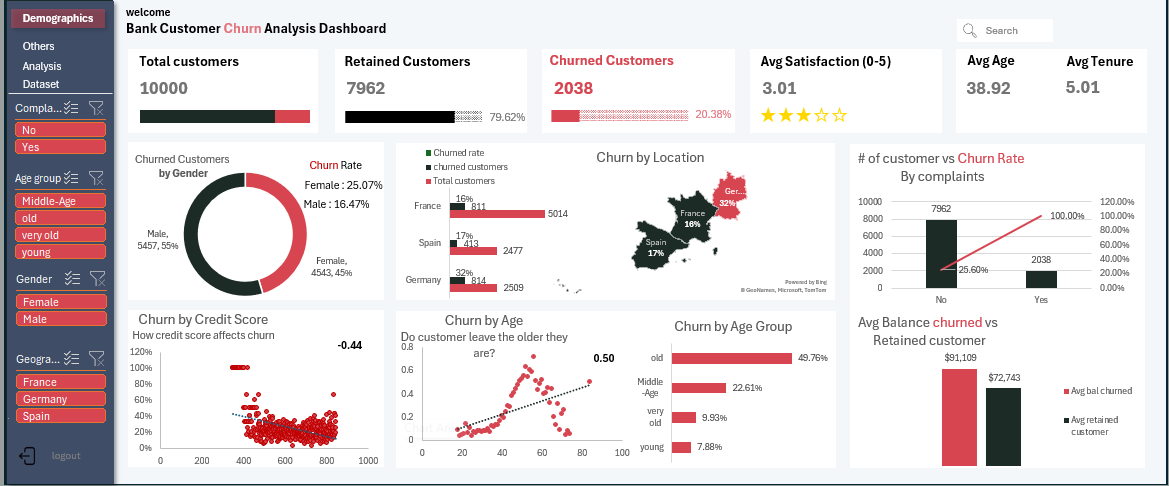 Demographics
Others
Analysis
Dataset
Compla...
No
Yes
Age group
Middle-Age
old
very old
young
Gender
Female
Male
Geogra...
France
Germany
Spain
logout
welcome
Bank Customer Churn Analysis Dashboard
Search
Total customers
10000
Retained Customers
7962
79.62%
Churned Customers
2038
20.38%
Avg Satisfaction (0-5)
3.01
Avg Age
38.92
Avg Tenure
5.01
Churned Customers
by Gender
Churn Rate
Female : 25.07%
Male : 16.47%
Male,
5457, 55%
Female,
4543, 45%
Churned rate
churned customers
Total customers
France
16%
811
5014
Spain
17%
413
2477
Germany
32%
814
2509
Churn by Location
Ger...
32%
France
16%
Spain
17%
Powered by Bing
© GeoNames, Microsoft, TomTom
# of customer vs Churn Rate
By complaints
10000
8000
6000
4000
2000
0
7962
2038
25.60%
100.00%
120.00%
100.00%
80.00%
60.00%
40.00%
20.00%
0.00%
No
Yes
Churn by Credit Score
How credit score affects churn
-0.44
120%
100%
80%
60%
40%
20%
0%
0
200
400
600
800
1000
Churn by Age
Do customer leave the older they
are?
0.50
0.8
0.6
0.4
0.2
0
0
20
40
60
80
100
Churn by Age Group
old
49.76%
Middle
-Age
22.61%
very
old
9.93%
young
7.88%
Avg Balance churned vs
Retained customer
$91,109
$72,743
Avg bal churned
Avg retained
customer